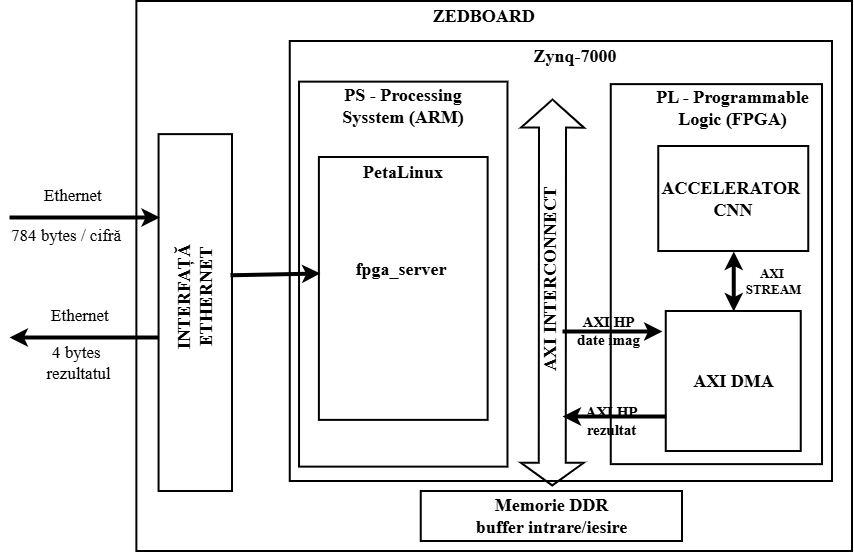 ZEDBOARD
Zynq-7000
PS - Processing
Sysstem (ARM)
PL - Programmable
Logic (FPGA)
PetaLinux
fpga_server
ACCELERATOR
CNN
Ethernet
784 bytes / cifră
Ethernet
4 bytes
rezultatul
INTERFAȚĂ
ETHERNET
AXI INTERCONNECT
AXI
STREAM
AXI HP
date imag
AXI DMA
AXI HP
rezultat
Memorie DDR
buffer intrare/iesire